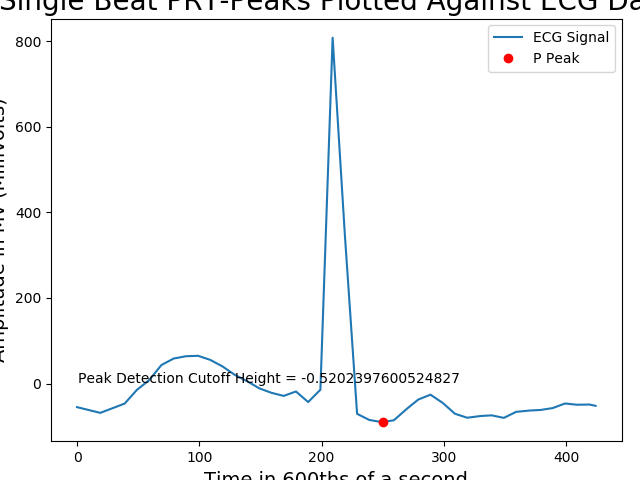 Single Beat PRT-Peaks Plotted Against ECG Da
800
600
400
200
0
Amplitude in MV (Millivolts)
ECG Signal
P Peak
Peak Detection Cutoff Height = -0.5202397600524827
0 100 200 300 400
Time in 600ths of a second